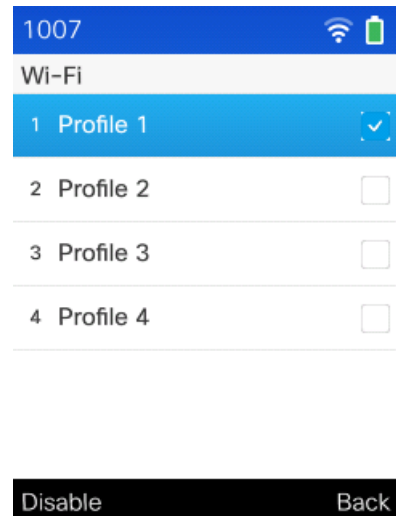 1007
Wi-Fi
1 Profile 1
2 Profile 2
3 Profile 3
4 Profile 4
Disable Back